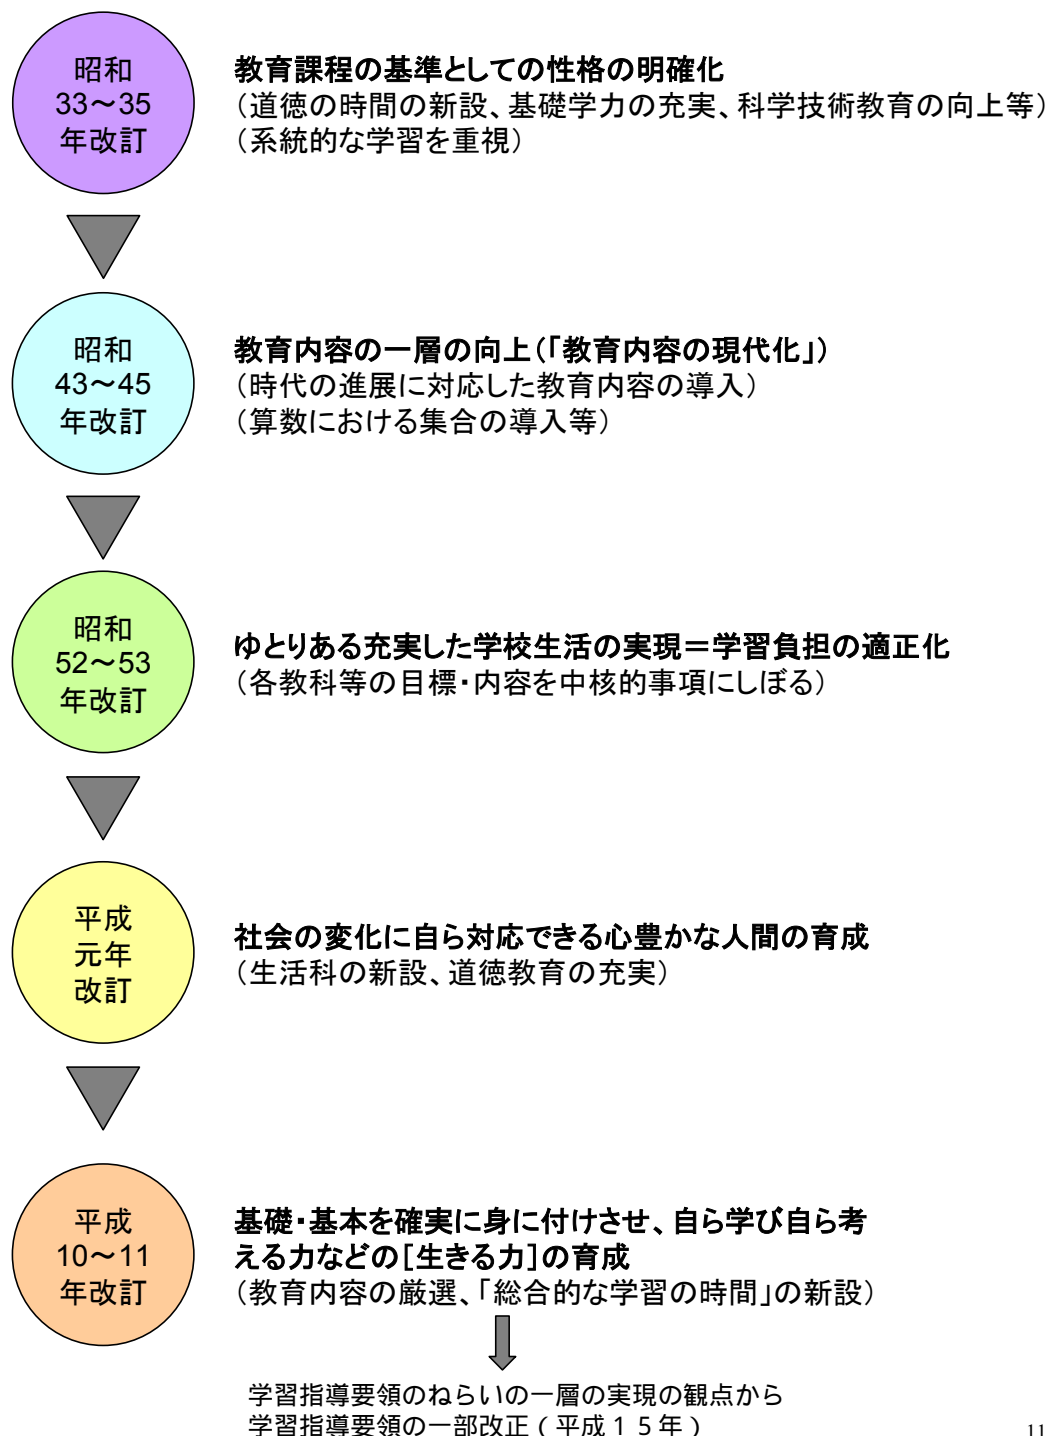 昭和
33～35
年改訂
教育課程の基準としての性格の明確化
（道徳の時間の新設、基礎学力の充実、科学技術教育の向上等）
（系統的な学習を重視）
昭和
43～45
年改訂
教育内容の一層の向上（「教育内容の現代化」）
（時代の進展に対応した教育内容の導入）
（算数における集合の導入等）
昭和
52～53
年改訂
ゆとりある充実した学校生活の実現＝学習負担の適正化
（各教科等の目標・内容を中核的事項にしぼる）
平成
元年
改訂
社会の変化に自ら対応できる心豊かな人間の育成
（生活科の新設、道徳教育の充実）
平成
10～11
年改訂
基礎・基本を確実に身に付けさせ、自ら学び自ら考
える力などの［生きる力］の育成
（教育内容の厳選、「総合的な学習の時間」の新設）
学習指導要領のねらいの一層の実現の観点から
学習指導要領の一部改正（平成１５年）
11